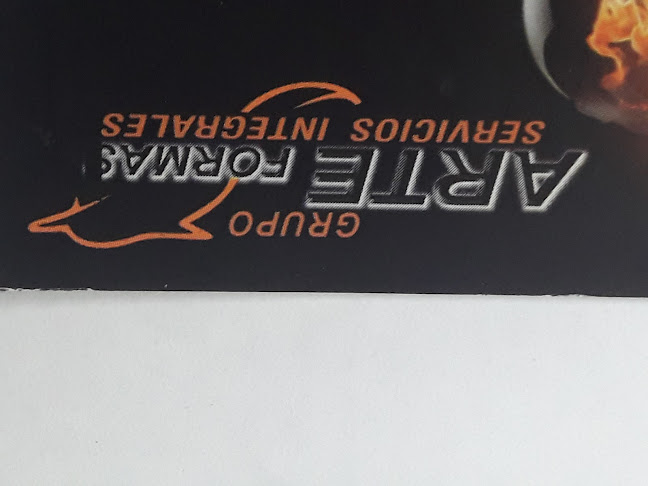 GRUPO
ARTE FORMAS
SERVICIOS INTEGRALES